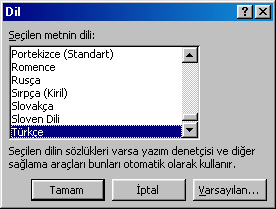 Dil
Seçilen metnin dili:
Portekizce (Standart)
Romence
Rusça
Sırpça (Kiril)
Slovakça
Sloven Dili
Türkçe
Seçilen dilin sözlükleri varsa yazım denetçisi ve diğer
sağlama araçları bunları otomatik olarak kullanır.
Tamam İptal Varsayılan...